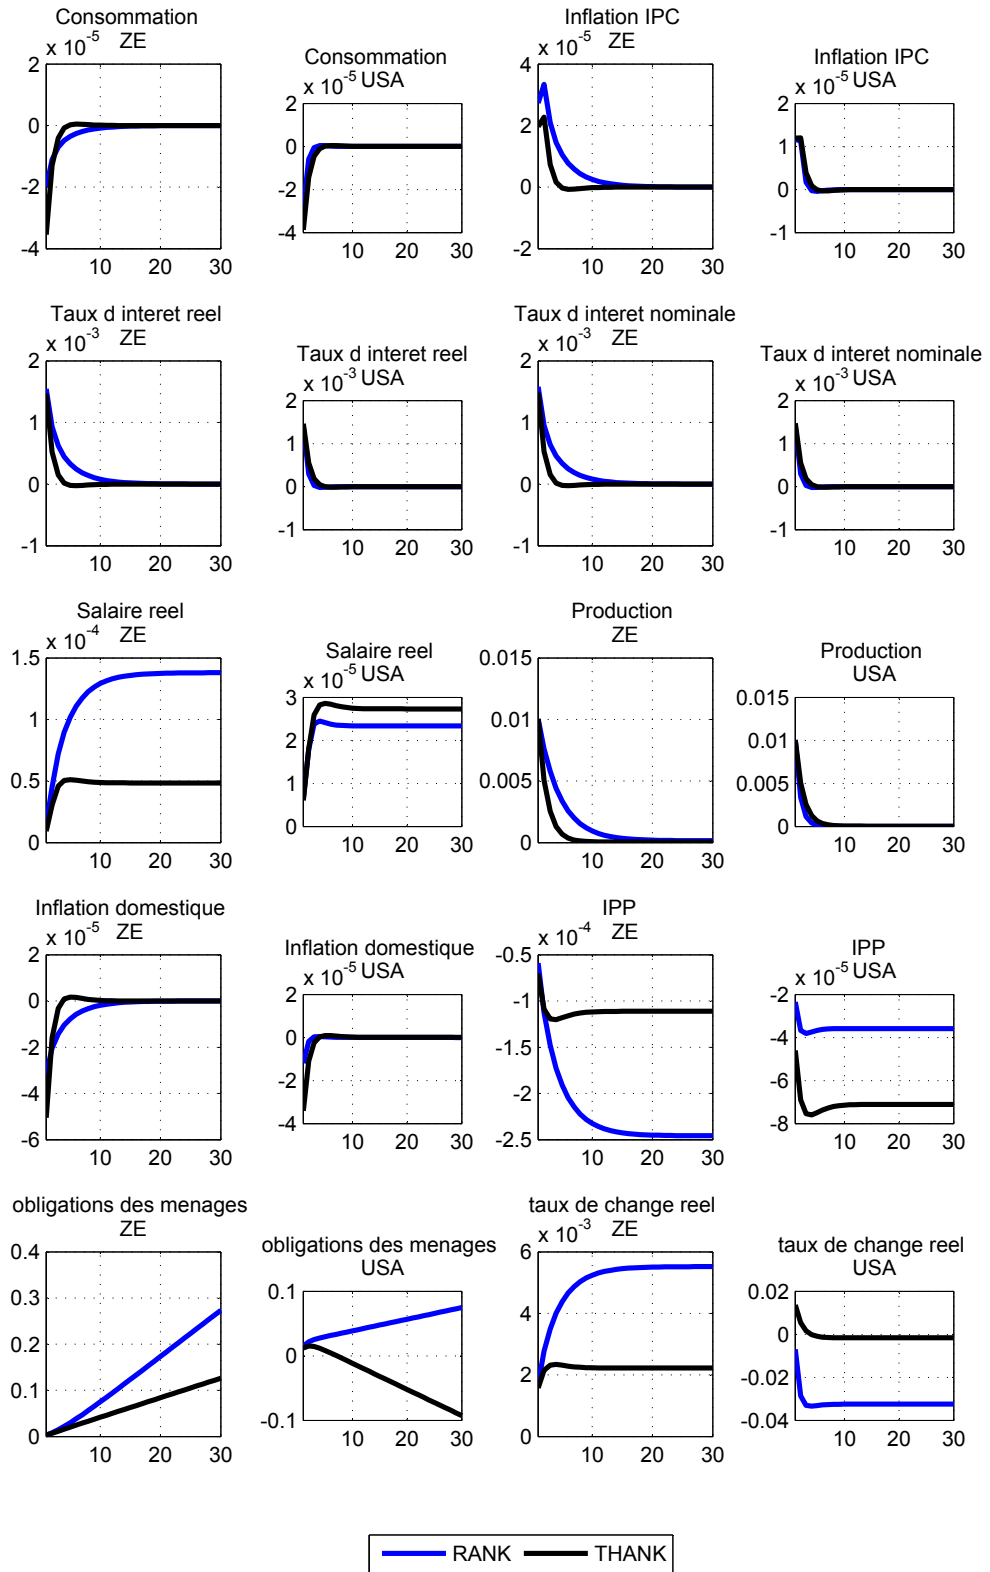 Consommation
ZE
x 10^-5
2
0
-2
-4
10 20 30
Consommation
x 10^-5 USA
2
0
-2
-4
10 20 30
Inflation IPC
ZE
x 10^-5
4
2
0
-2
10 20 30
Inflation IPC
x 10^-5 USA
2
1
0
-1
10 20 30
Taux d interet reel
x 10^-3 ZE
2
1
0
-1
10 20 30
Taux d interet reel
x 10^-3 USA
2
1
0
-1
10 20 30
Taux d interet nominale
x 10^-3 ZE
2
1
0
-1
10 20 30
Taux d interet nominale
x 10^-3 USA
2
1
0
-1
10 20 30
Salaire reel
x 10^-4 ZE
1.5
1
0.5
0
10 20 30
Salaire reel
x 10^-5 USA
3
2
1
0
10 20 30
Production
ZE
0.015
0.01
0.005
0
10 20 30
Production
USA
0.015
0.01
0.005
0
10 20 30
Inflation domestique
x 10^-5 ZE
2
0
-2
-4
-6
10 20 30
Inflation domestique
x 10^-5 USA
2
0
-2
-4
10 20 30
IPP
x 10^-4 ZE
-0.5
-1
-1.5
-2
-2.5
10 20 30
IPP
x 10^-5 USA
-2
-4
-6
-8
10 20 30
obligations des menages
ZE
0.4
0.3
0.2
0.1
0
10 20 30
obligations des menages
USA
0.1
0
-0.1
10 20 30
taux de change reel
x 10^-3 ZE
6
4
2
0
10 20 30
taux de change reel
USA
0.02
0
-0.02
-0.04
10 20 30
RANK THANK